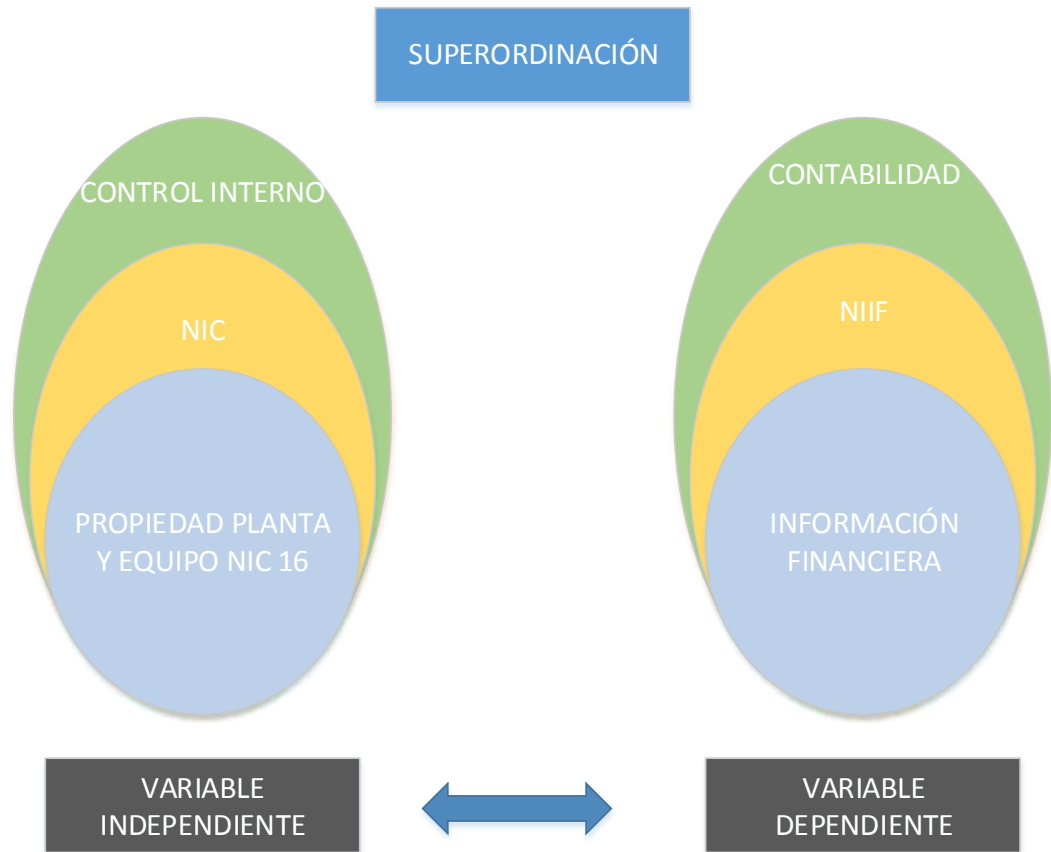 SUPERORDINACIÓN
CONTROL INTERNO
NIC
PROPIEDAD PLANTA
Y EQUIPO NIC 16
CONTABILIDAD
NIIF
INFORMACIÓN
FINANCIERA
VARIABLE
INDEPENDIENTE
VARIABLE
DEPENDIENTE